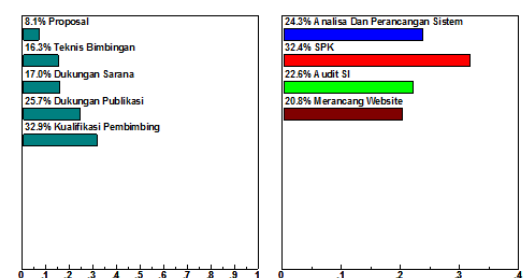 8.1% Proposal
16.3% Teknis Bimbingan
17.0% Dukungan Sarana
25.7% Dukungan Publikasi
32.9% Kualifikasi Pembimbing
0 .1 .2 .3 .4 .5 .6 .7 .8 .9 1
24.3% Analisa Dan Perancangan Sistem
32.4% SPK
22.6% Audit SI
20.8% Merancang Website
0 .1 .2 .3 .4